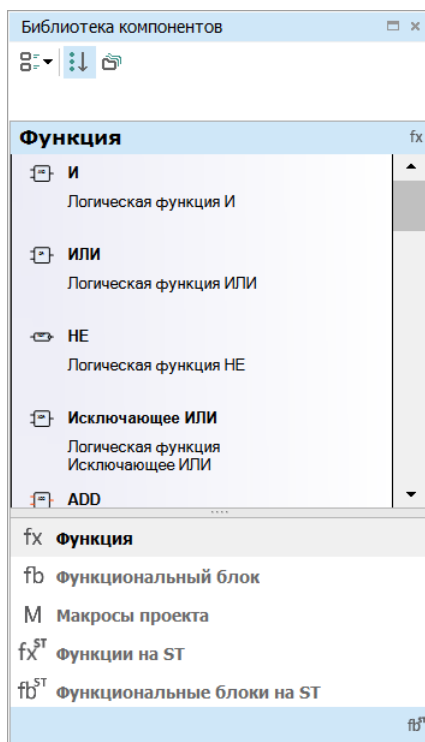 Библиотека компонентов
Функция fx
И
Логическая функция И
ИЛИ
Логическая функция ИЛИ
НЕ
Логическая функция НЕ
Исключающее ИЛИ
Логическая функция
Исключающее ИЛИ
ADD
fx Функция
fb Функциональный блок
M Макросы проекта
fxST Функции на ST
fbST Функциональные блоки на ST